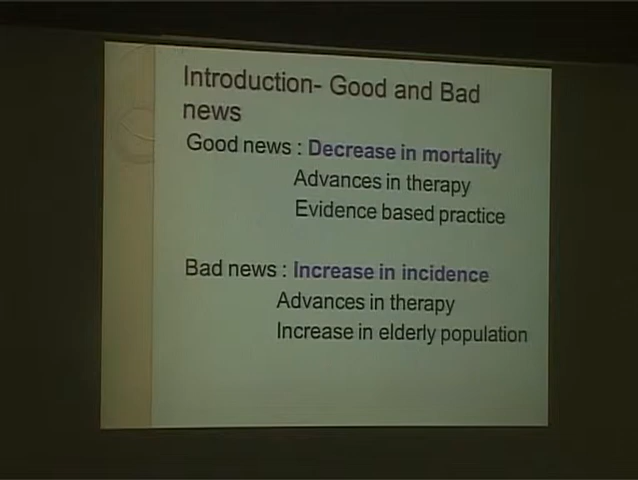 Introduction- Good and Bad
news
Good news : Decrease in mortality
Advances in therapy
Evidence based practice
Bad news : Increase in incidence
Advances in therapy
Increase in elderly population